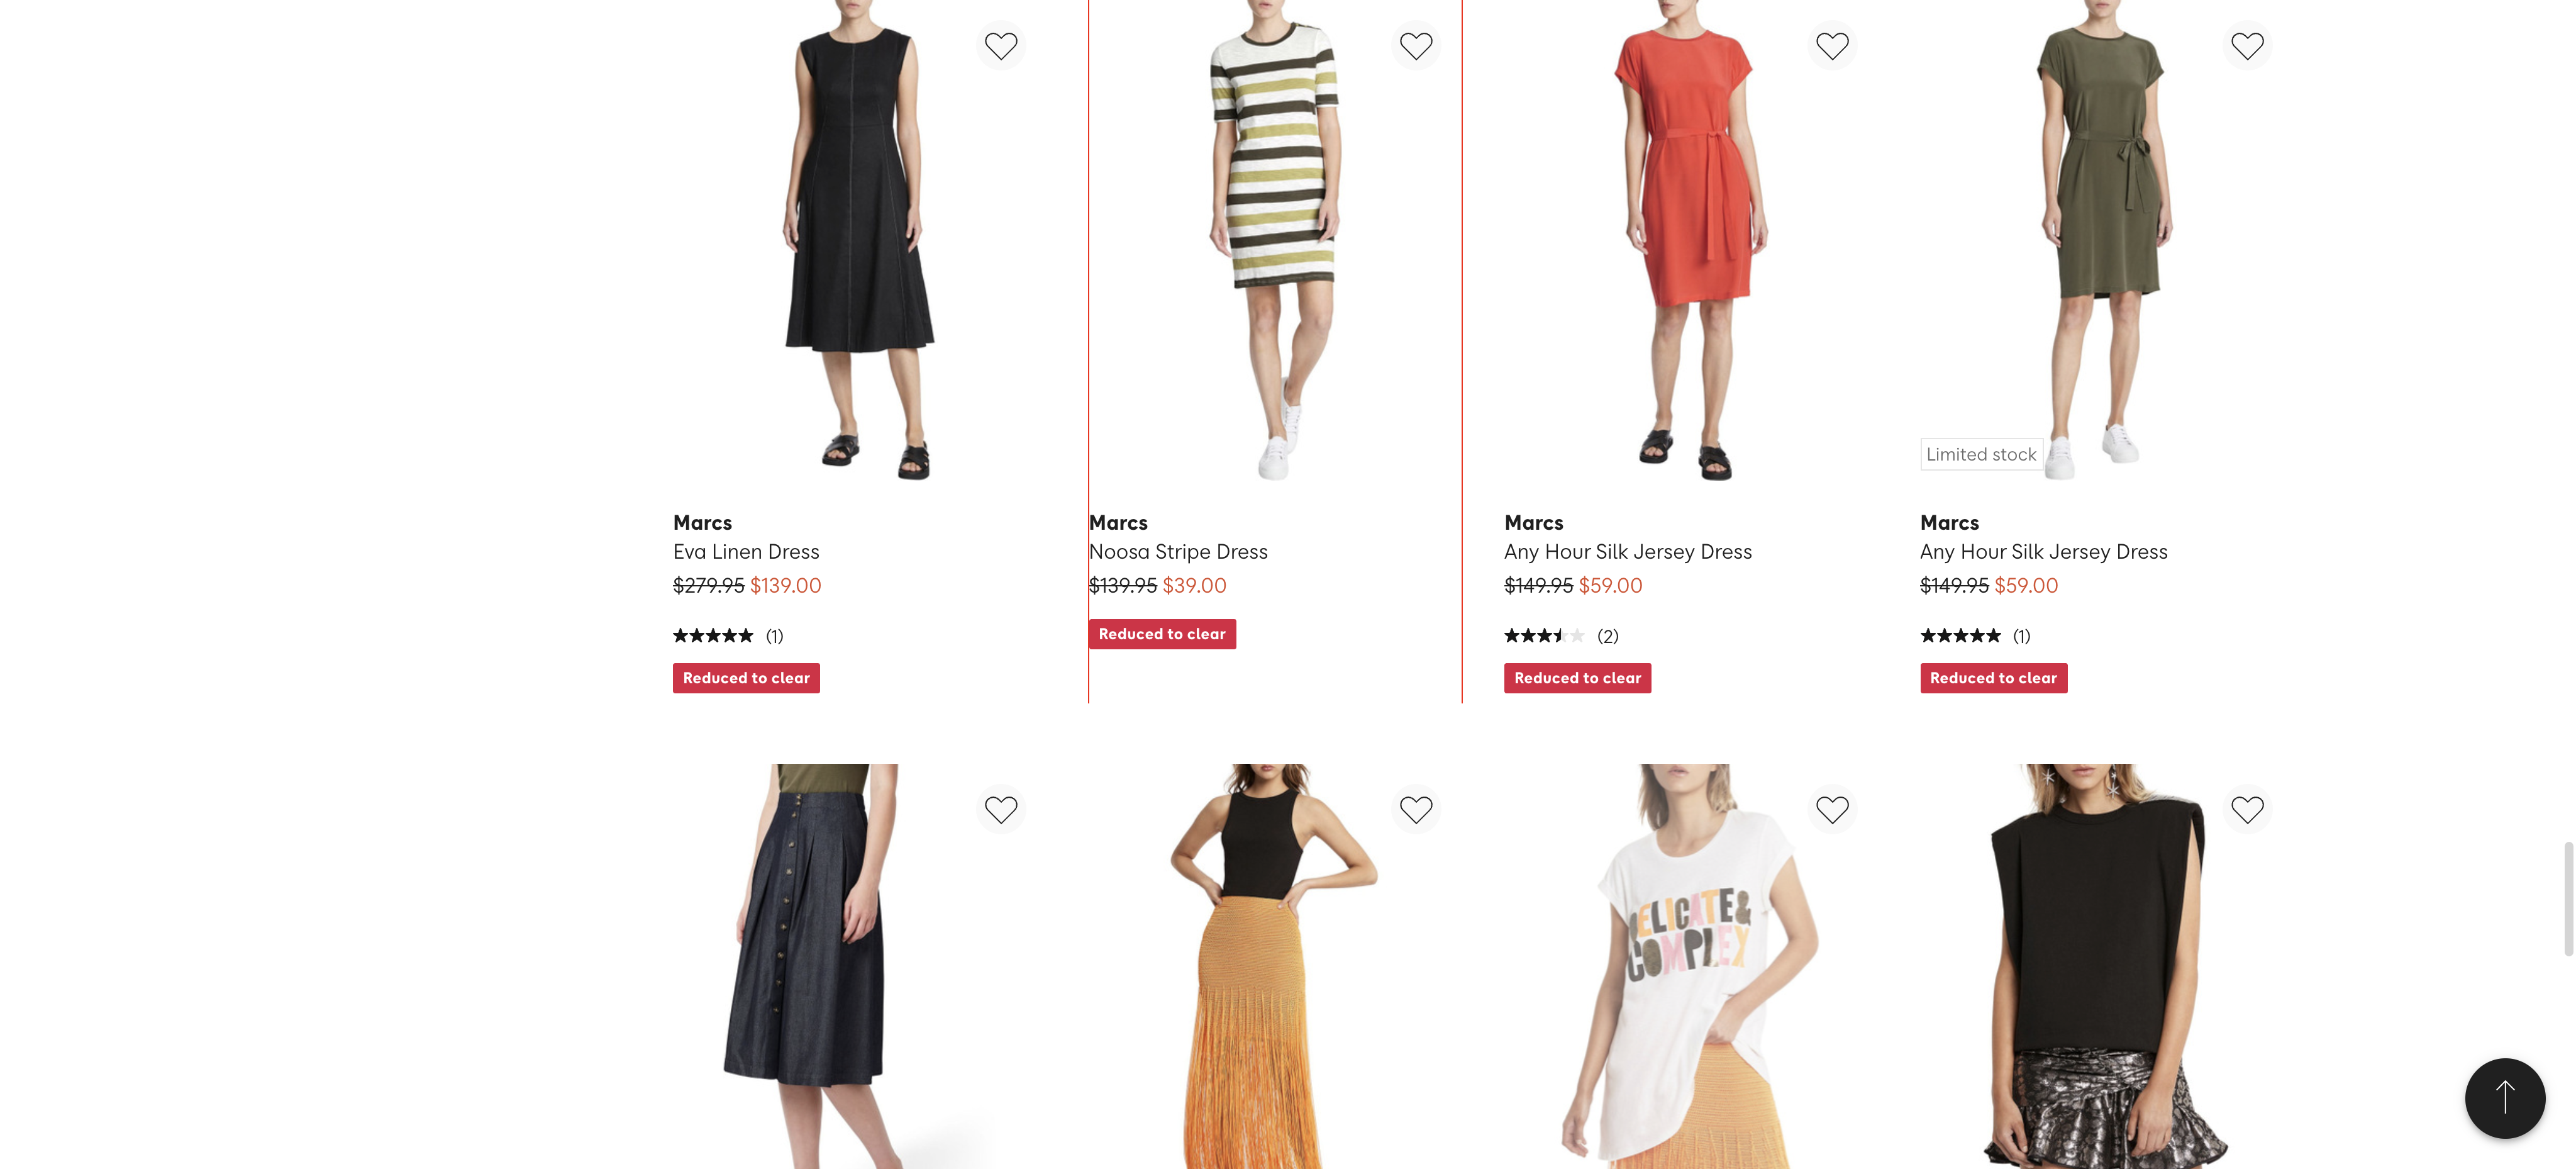 Limited stock
Marcs
Eva Linen Dress
$279.95 $139.00
(1)
Reduced to clear
Marcs
Noosa Stripe Dress
$139.95 $39.00
Reduced to clear
Marcs
Any Hour Silk Jersey Dress
$149.95 $59.00
(2)
Reduced to clear
Marcs
Any Hour Silk Jersey Dress
$149.95 $59.00
(1)
Reduced to clear
DELICATE &
COMPLEX